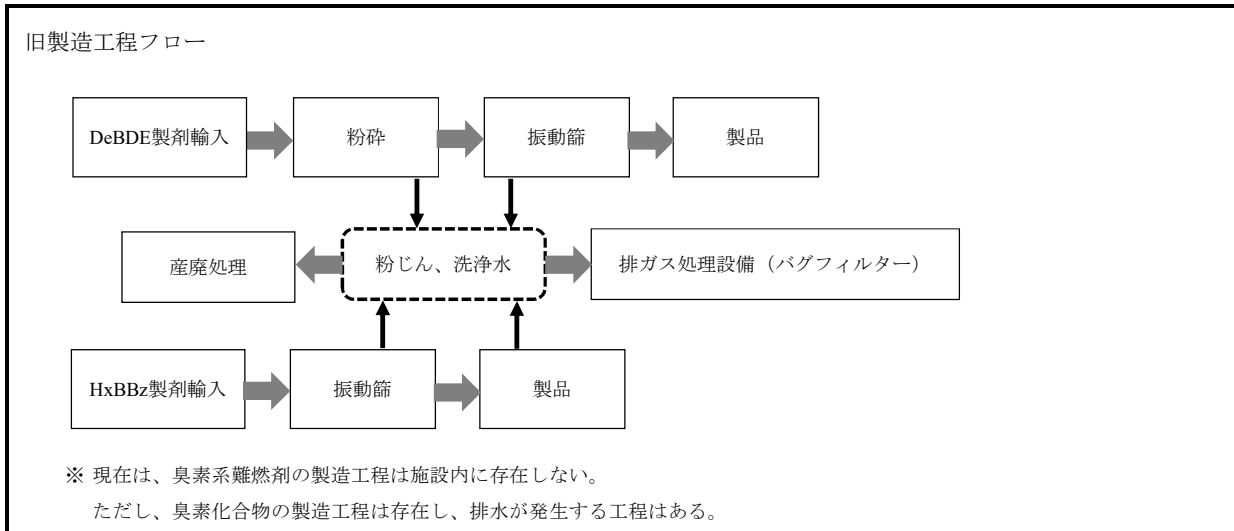 旧製造工程フロー
DeBDE製剤輸入
粉砕
振動篩
製品
産廃処理
粉じん、洗浄水
排ガス処理設備（バグフィルター）
HxBBz製剤輸入
振動篩
製品
※ 現在は、臭素系難燃剤の製造工程は施設内に存在しない。
ただし、臭素化合物の製造工程は存在し、排水が発生する工程はある。